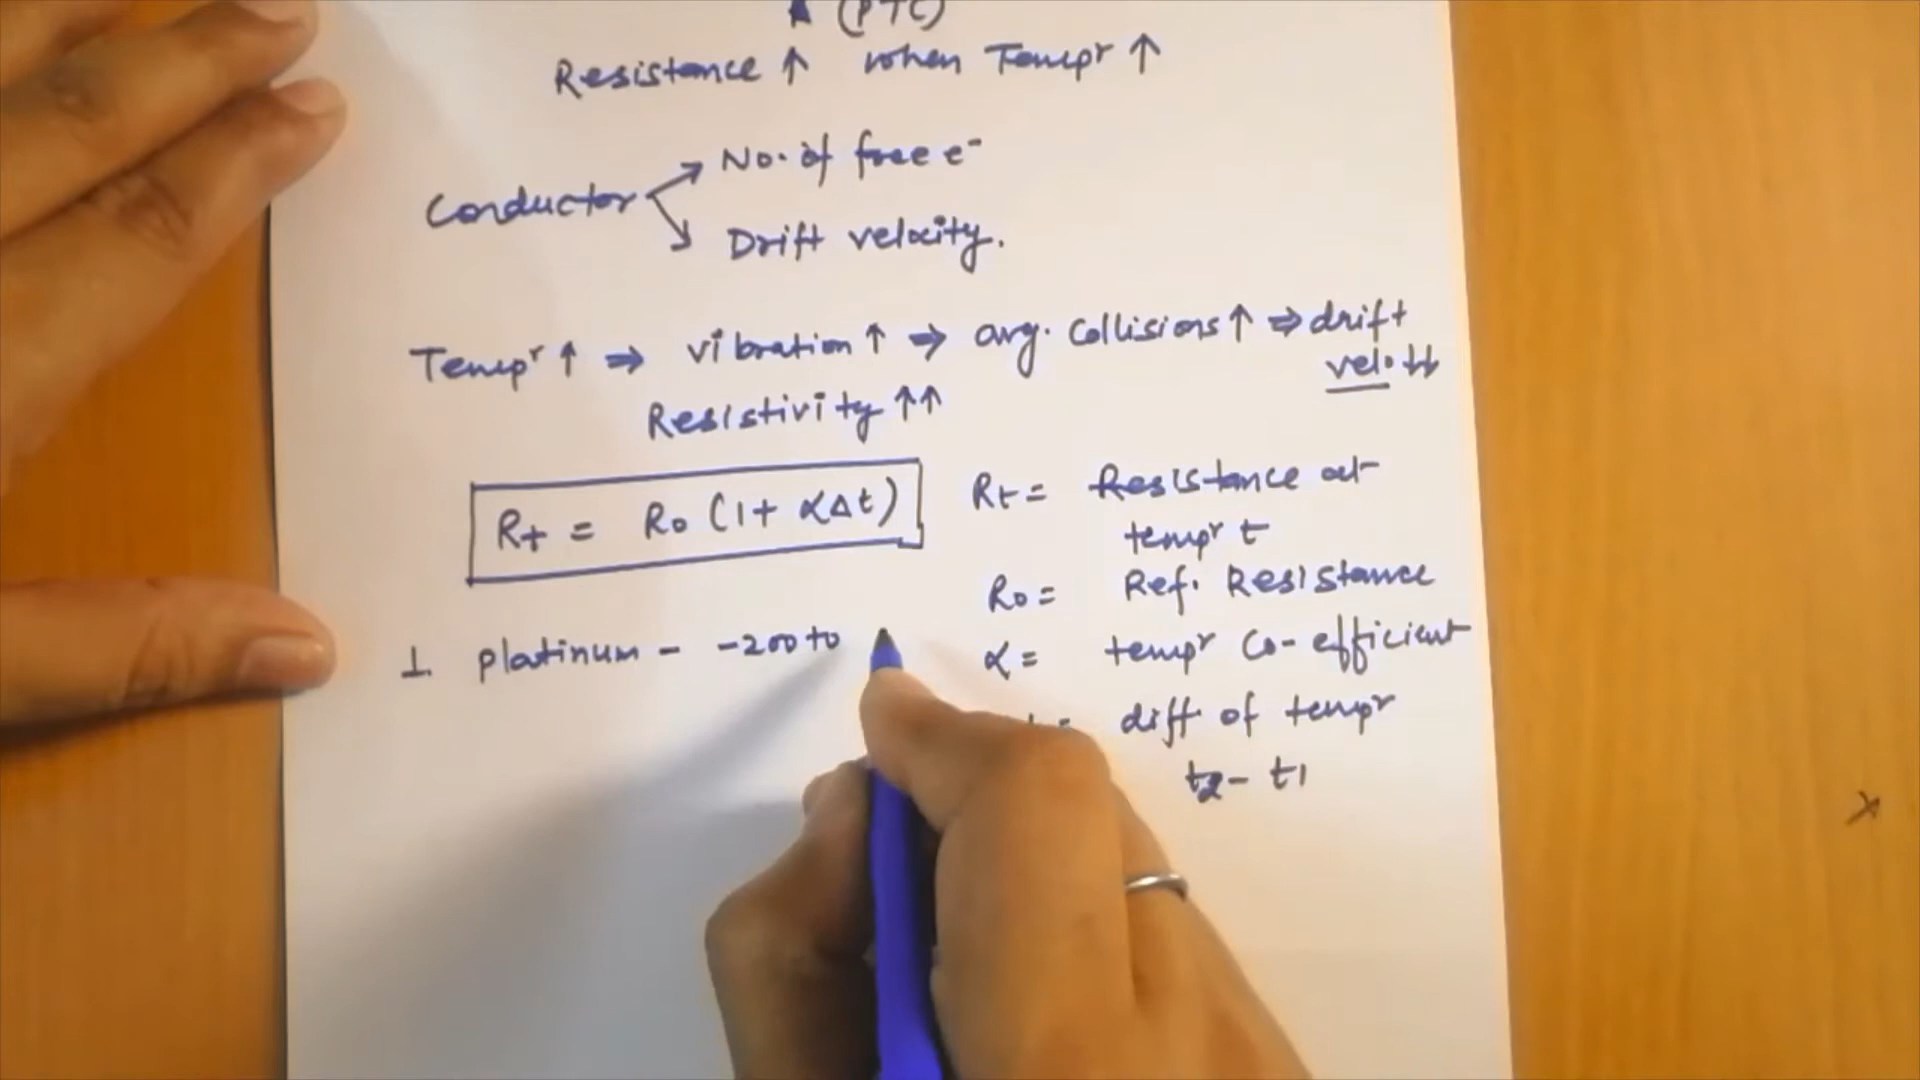 (PTC)
Resistance ↑ when Tempr ↑
Conductor
No. of free e-
Drift velocity.
Tempr ↑ ⇒ vibration ↑ ⇒ avg. Collisions ↑ ⇒ drift
velo ↓↓
Resistivity ↑↑
Rt = Ro (1 + αΔt)
Rt = Resistance at
tempr t
Ro = Ref. Resistance
α = tempr Co-efficient
t = diff of tempr
t2 - t1
1 platinum - -200 to